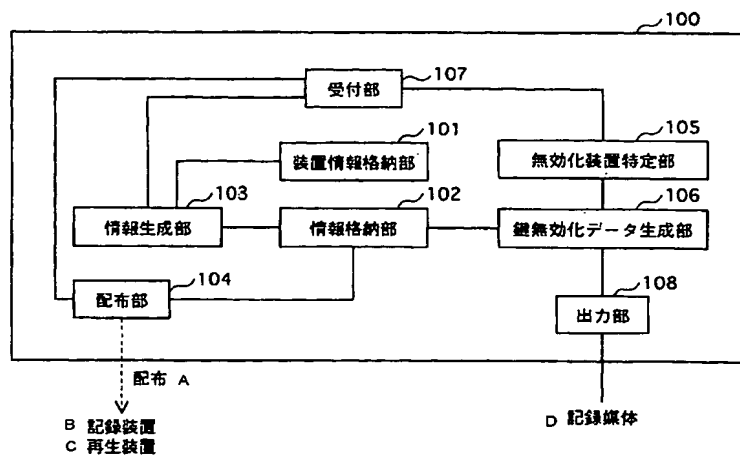 100
107
受付部
101
装置情報格納部
105
無効化装置特定部
103
情報生成部
102
情報格納部
106
鍵無効化データ生成部
104
配布部
108
出力部
配布 A
B 記録装置
C 再生装置
D 記録媒体